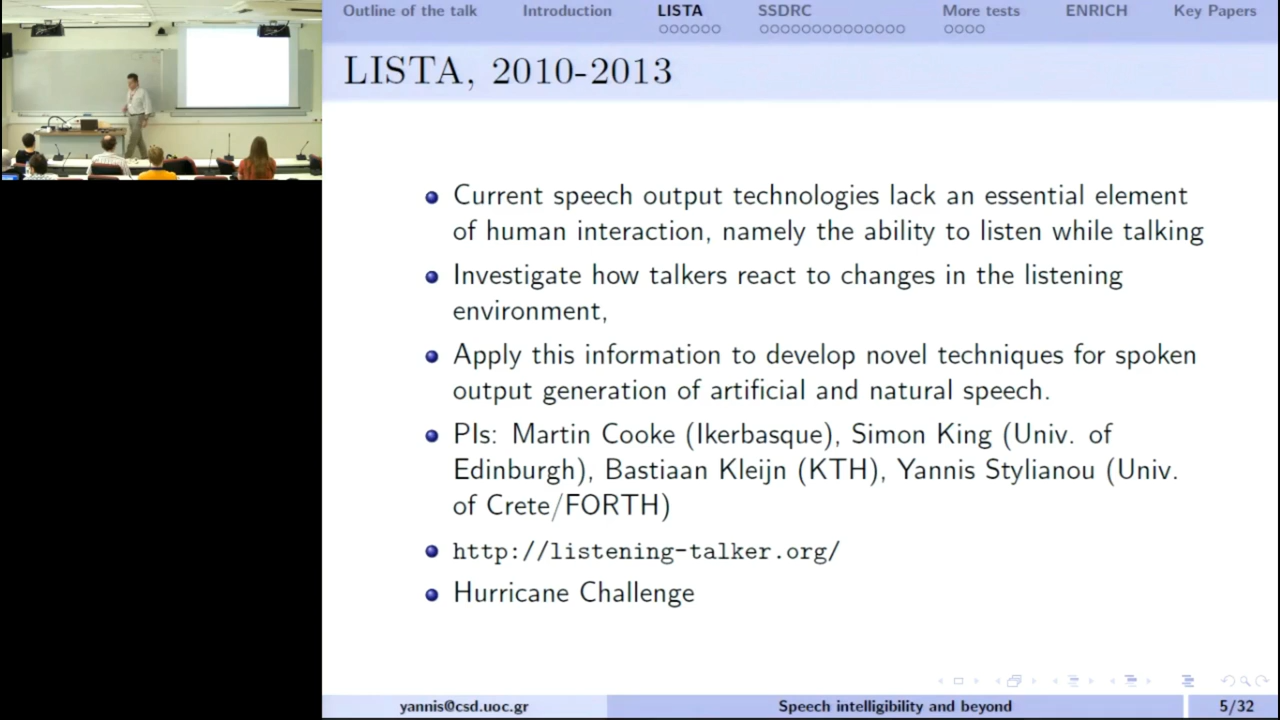 Outline of the talk Introduction LISTA SSDRC More tests ENRICH Key Papers
LISTA, 2010-2013
Current speech output technologies lack an essential element
of human interaction, namely the ability to listen while talking
Investigate how talkers react to changes in the listening
environment,
Apply this information to develop novel techniques for spoken
output generation of artificial and natural speech.
PIs: Martin Cooke (Ikerbasque), Simon King (Univ. of
Edinburgh), Bastiaan Kleijn (KTH), Yannis Stylianou (Univ.
of Crete/FORTH)
http://listening-talker.org/
Hurricane Challenge
yannis@csd.uoc.gr Speech intelligibility and beyond 5/32